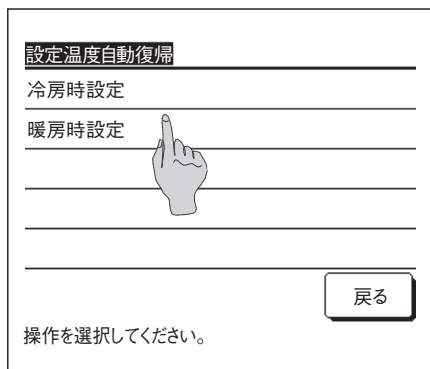 設定温度自動復帰
冷房時設定
暖房時設定
戻る
操作を選択してください。